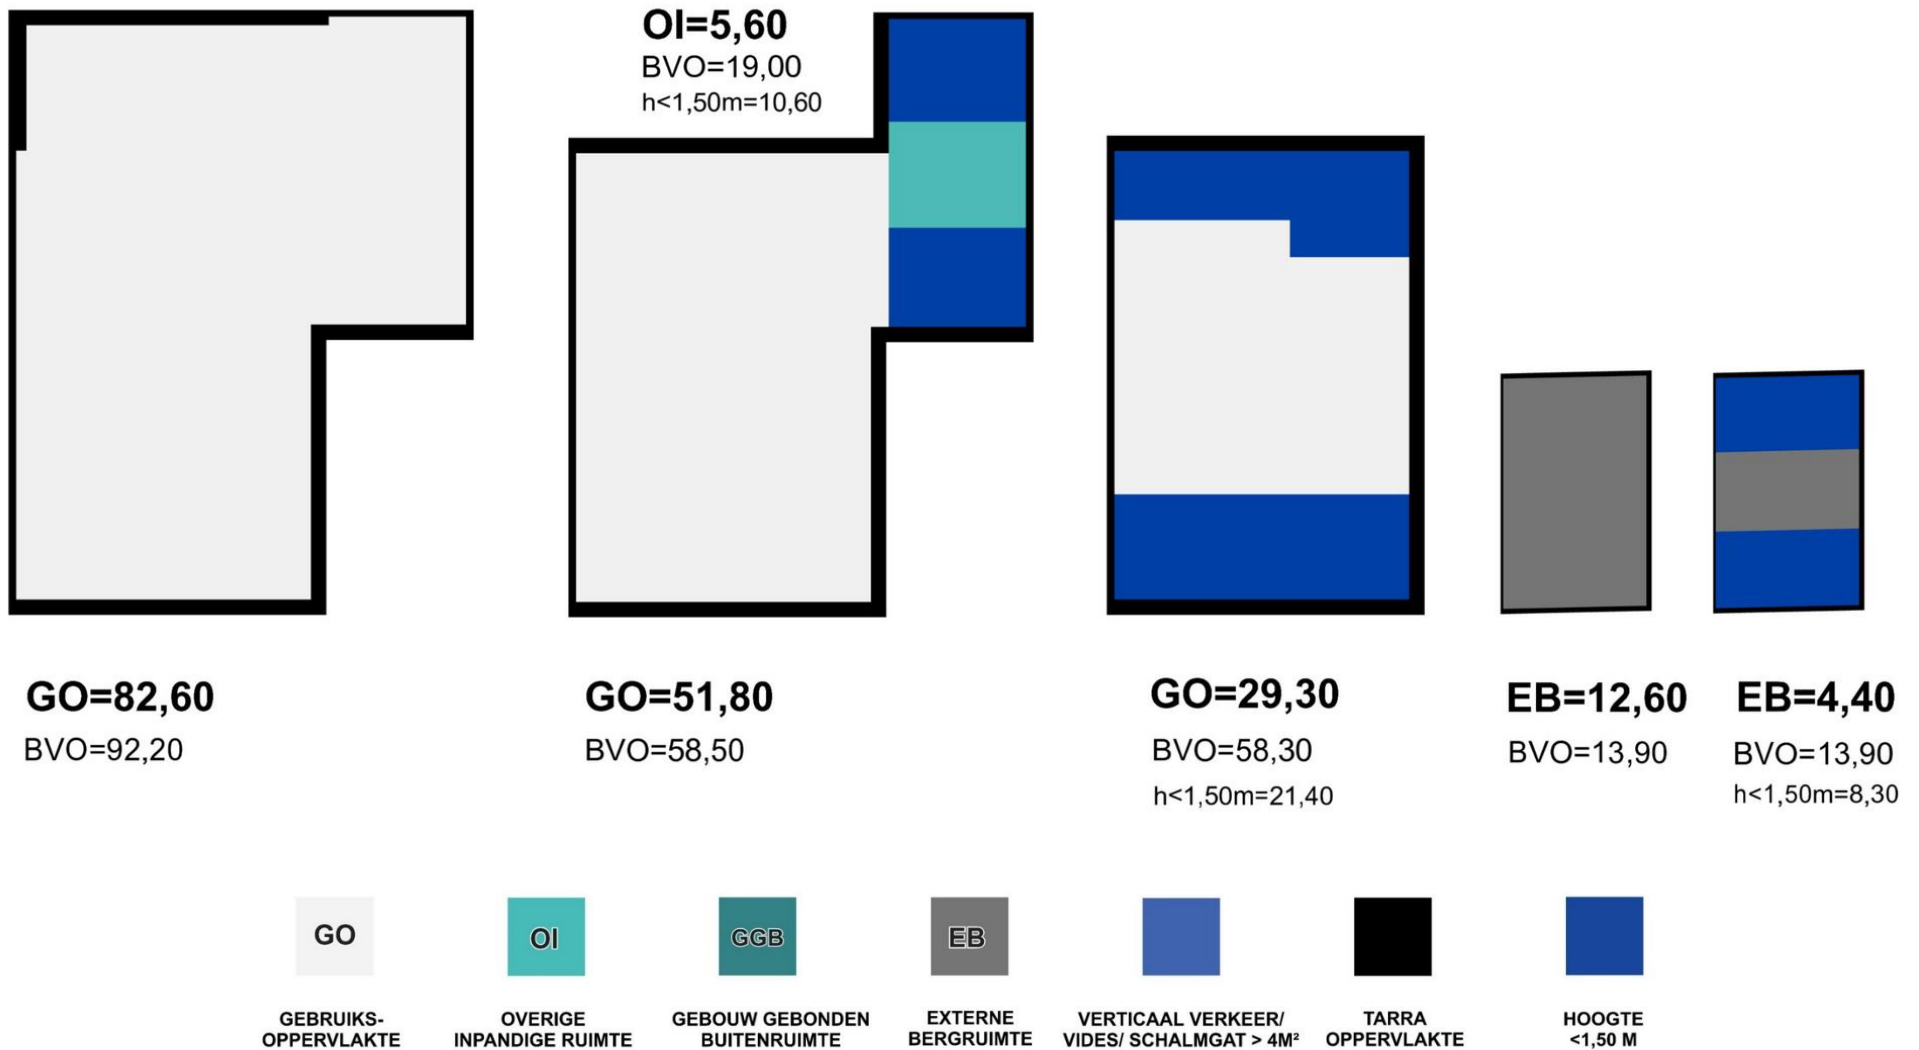 OI=5,60
BVO=19,00
h<1,50m=10,60
GO=82,60
BVO=92,20
GO=51,80
BVO=58,50
GO=29,30
BVO=58,30
h<1,50m=21,40
EB=12,60
BVO=13,90
EB=4,40
BVO=13,90
h<1,50m=8,30
GO
GEBRUIKS-
OPPERVLAKTE
OI
OVERIGE
INPANDIGE RUIMTE
GGB
GEBOUW GEBONDEN
BUITENRUIMTE
EB
EXTERNE
BERGRUIMTE
VERTICAAL VERKEER/
VIDES/ SCHALMGAT > 4M²
TARRA
OPPERVLAKTE
HOOGTE
<1,50 M